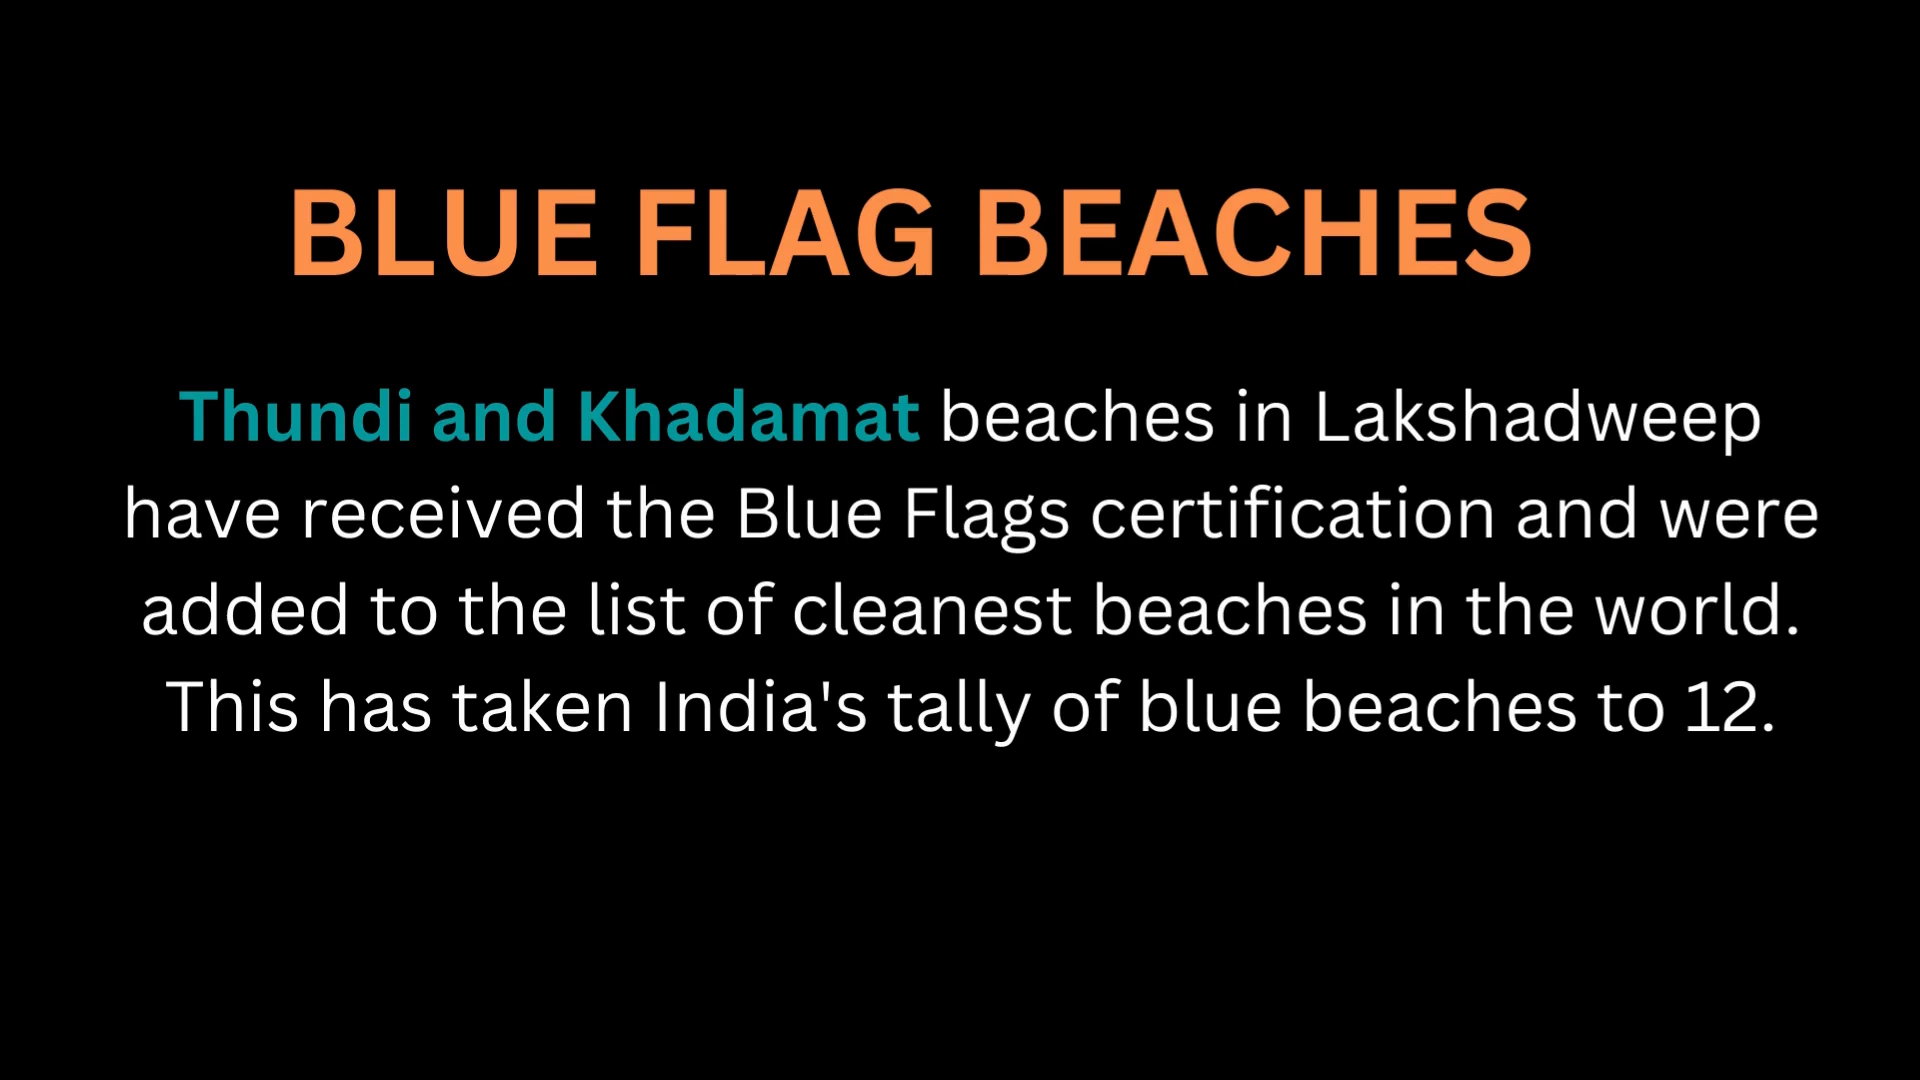 BLUE FLAG BEACHES
Thundi and Khadamat beaches in Lakshadweep
have received the Blue Flags certification and were
added to the list of cleanest beaches in the world.
This has taken India's tally of blue beaches to 12.